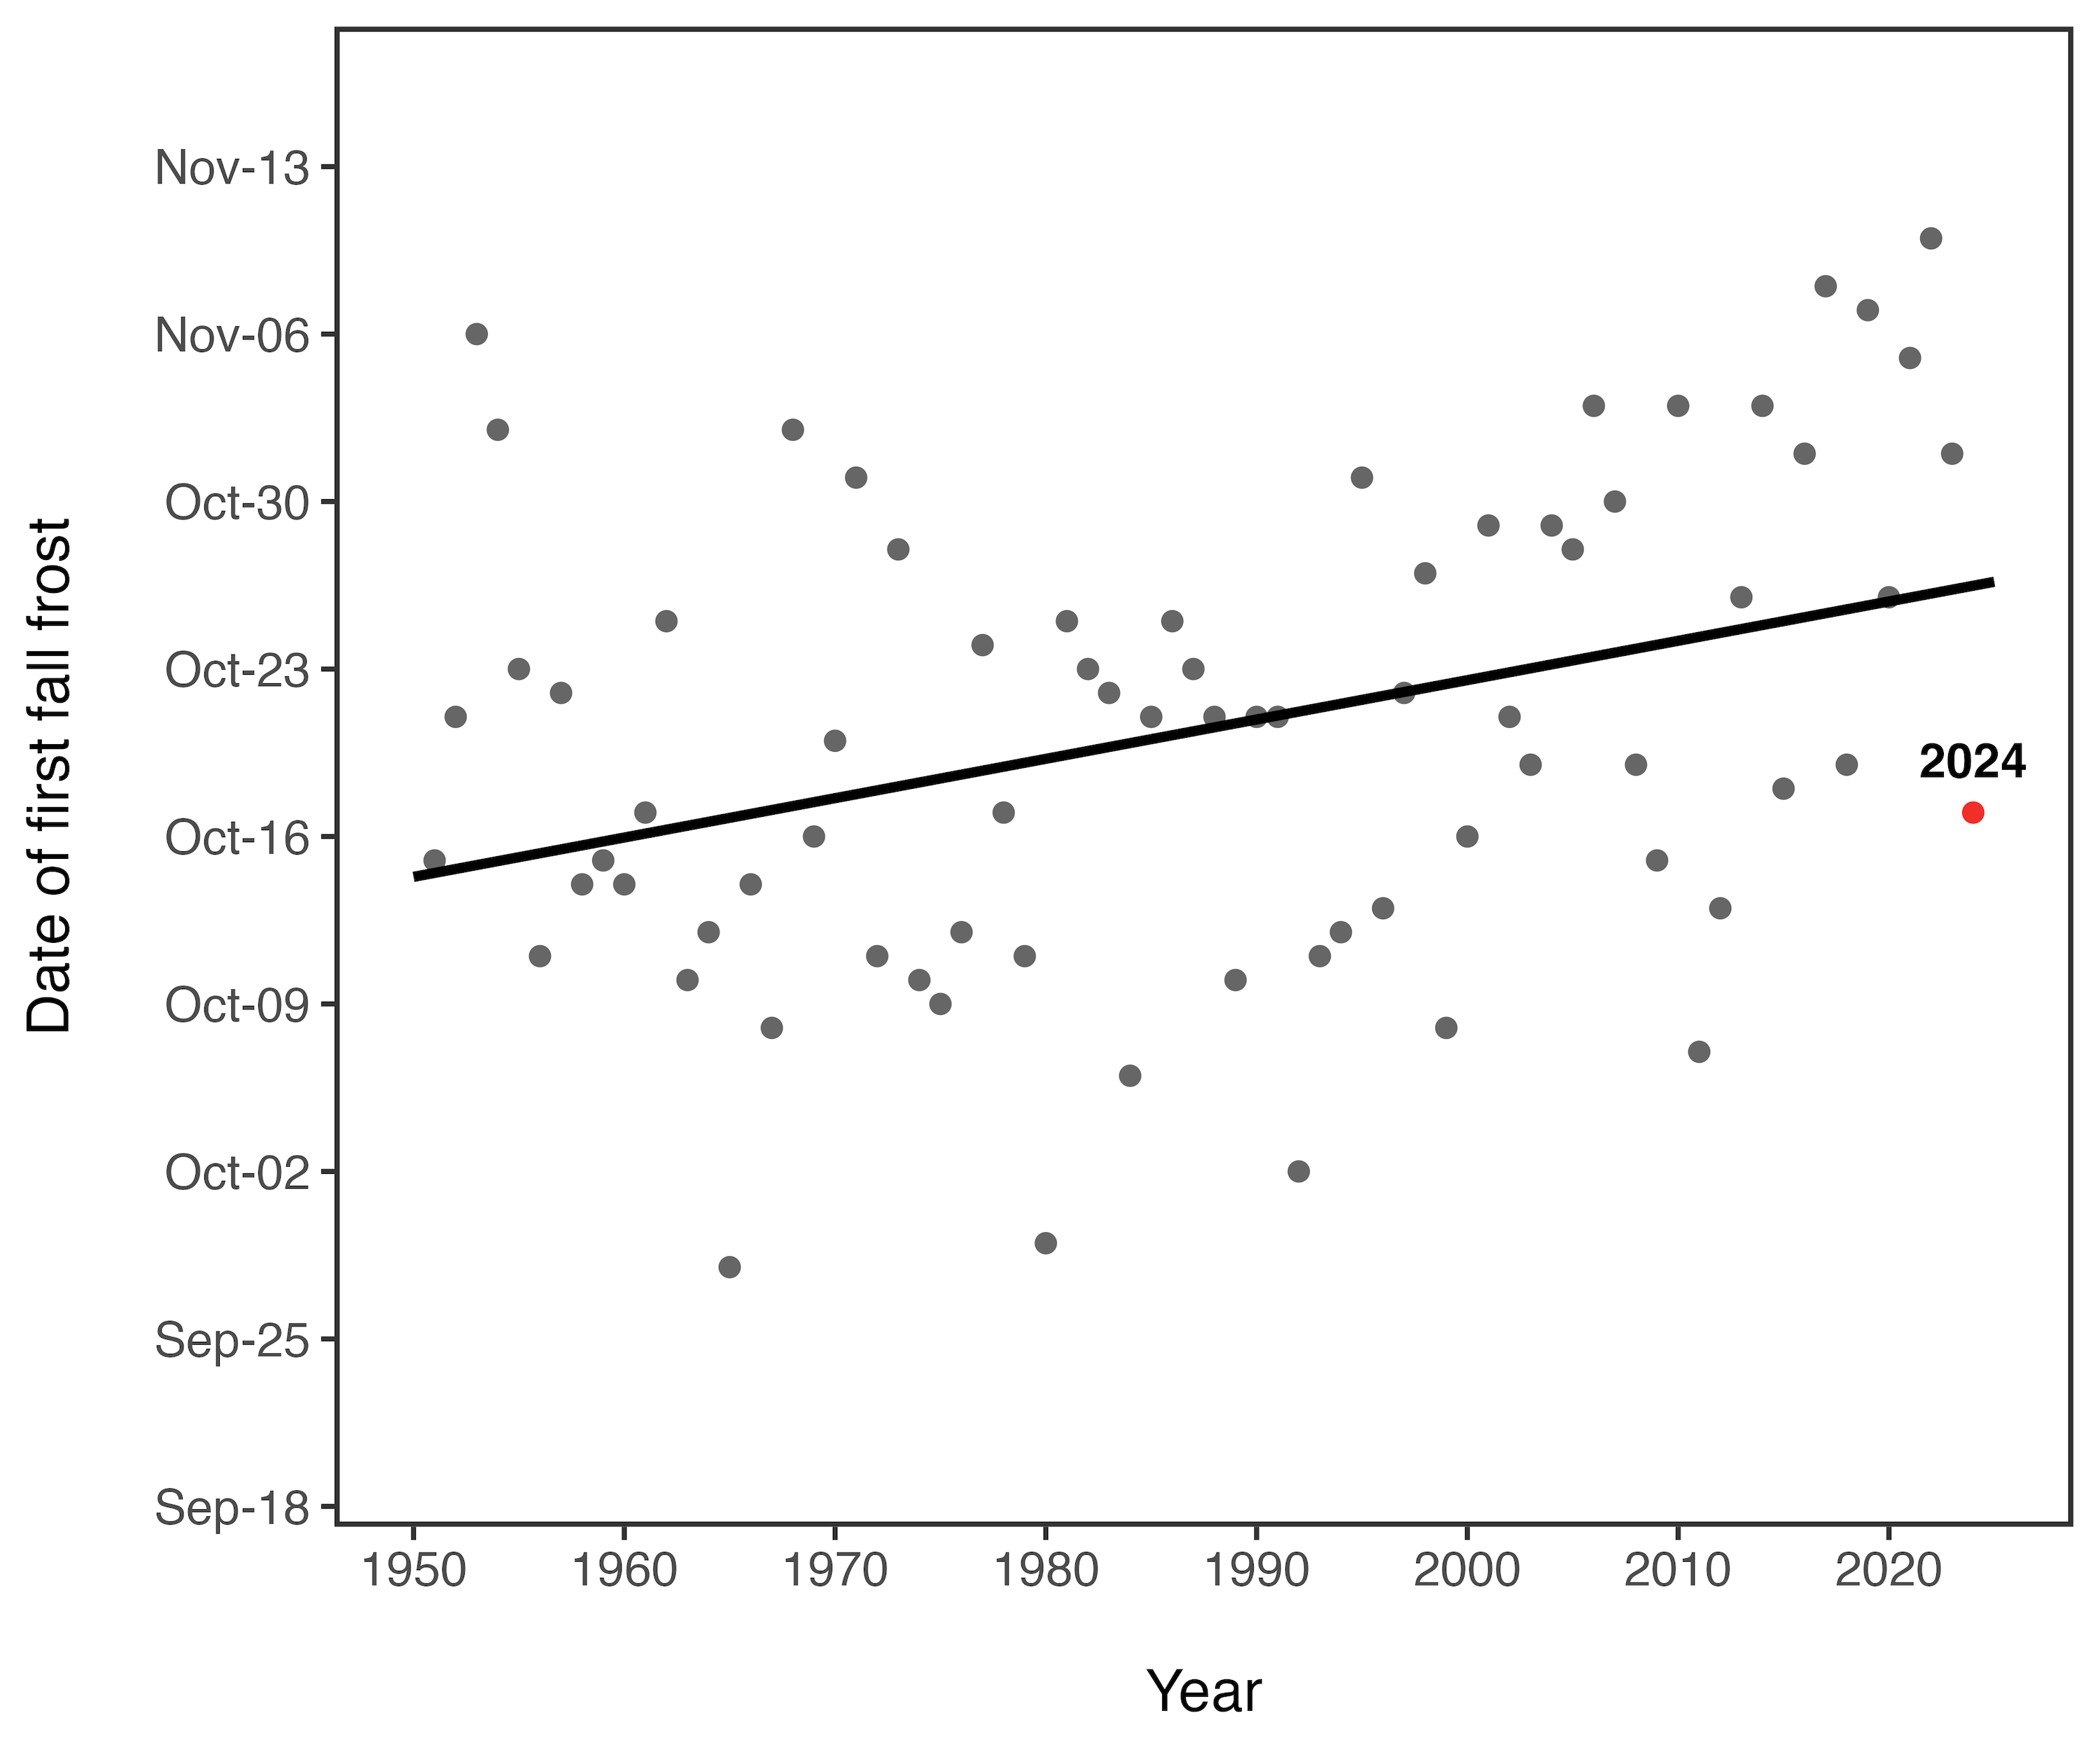 Date of first fall frost
Nov-13
Nov-06
Oct-30
Oct-23
Oct-16
Oct-09
Oct-02
Sep-25
Sep-18
2024
1950 1960 1970 1980 1990 2000 2010 2020
Year